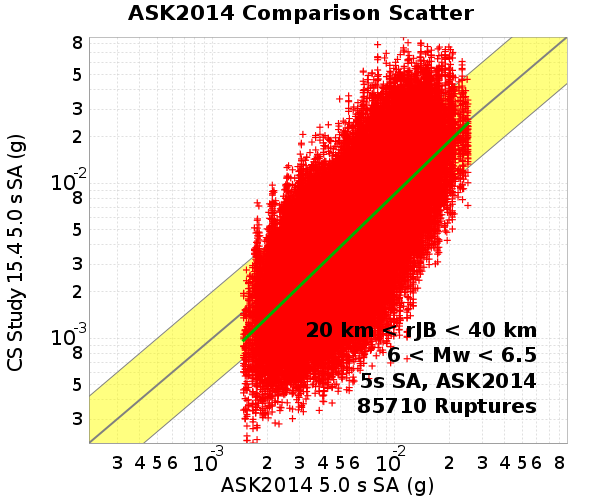 ASK2014 Comparison Scatter
8
5
3
2
10-2
8
5
3
2
10-3
8
5
3
CS Study 15.4 5.0 s SA (g)
20 km < rJB < 40 km
6 < Mw < 6.5
5s SA, ASK2014
85710 Ruptures
3 4 5 6 10-3 2 3 4 5 6 10-2 2 3 4 5 6 8
ASK2014 5.0 s SA (g)